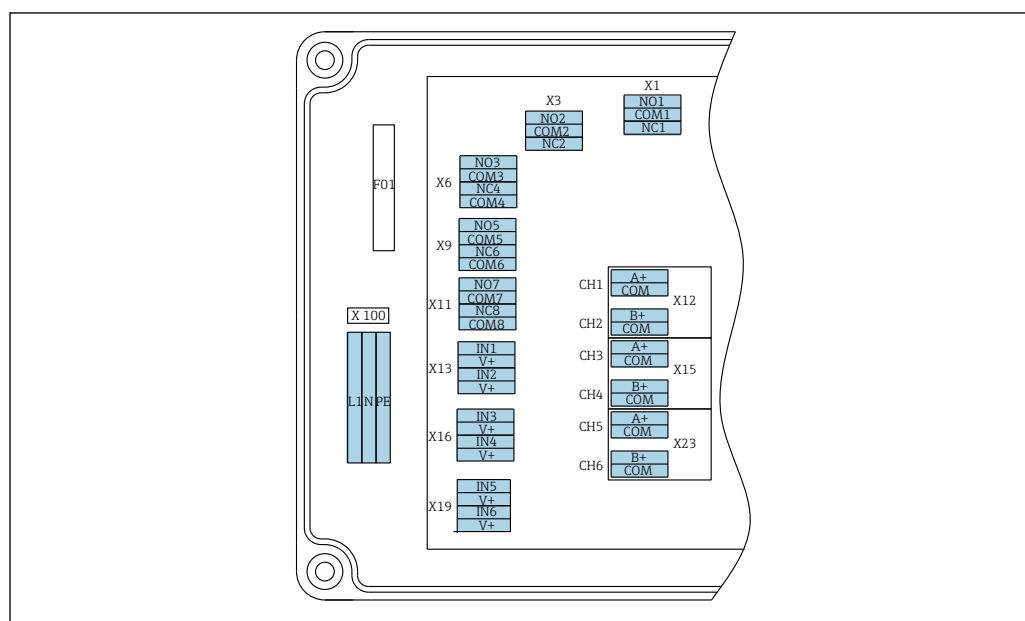 X1
NO1
COM1
NC1
X3
NO2
COM2
NC2
F01
X6
NO3
COM3
NC4
COM4
X9
NO5
COM5
NC6
COM6
X11
NO7
COM7
NC8
COM8
X 100
L1 N PE
X13
IN1
V+
IN2
V+
X16
IN3
V+
IN4
V+
X19
IN5
V+
IN6
V+
CH1
A+
COM
X12
CH2
B+
COM
CH3
A+
COM
X15
CH4
B+
COM
CH5
A+
COM
X23
CH6
B+
COM